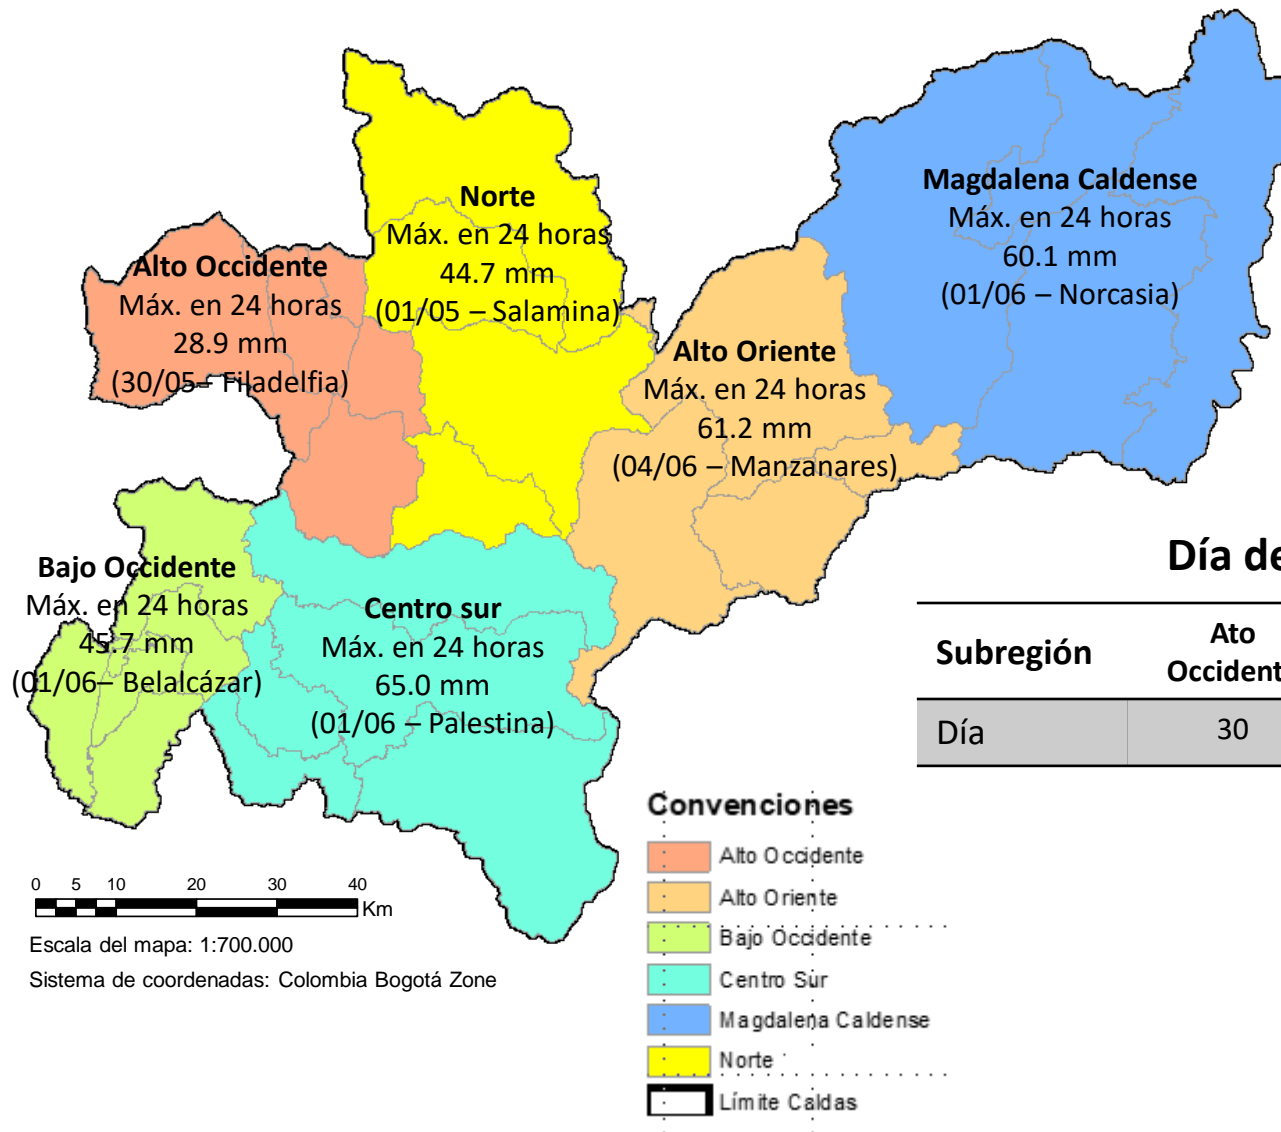 Norte
Máx. en 24 horas
44.7 mm
(01/05 – Salamina)
Magdalena Caldense
Máx. en 24 horas
60.1 mm
(01/06 – Norcasia)
Alto Occidente
Máx. en 24 horas
28.9 mm
(30/05– Filadelfia)
Alto Oriente
Máx. en 24 horas
61.2 mm
(04/06 – Manzanares)
Bajo Occidente
Máx. en 24 horas
45.7 mm
(01/06– Belalcázar)
Centro sur
Máx. en 24 horas
65.0 mm
(01/06 – Palestina)
Día de
Subregión
Ato
Occident
Día
30
0 5 10 20 30 40
Km
Escala del mapa: 1:700.000
Sistema de coordenadas: Colombia Bogotá Zone
Convenciones
Alto Occidente
Alto Oriente
Bajo Occidente
Centro Sur
Magdalena Caldense
Norte
Límite Caldas